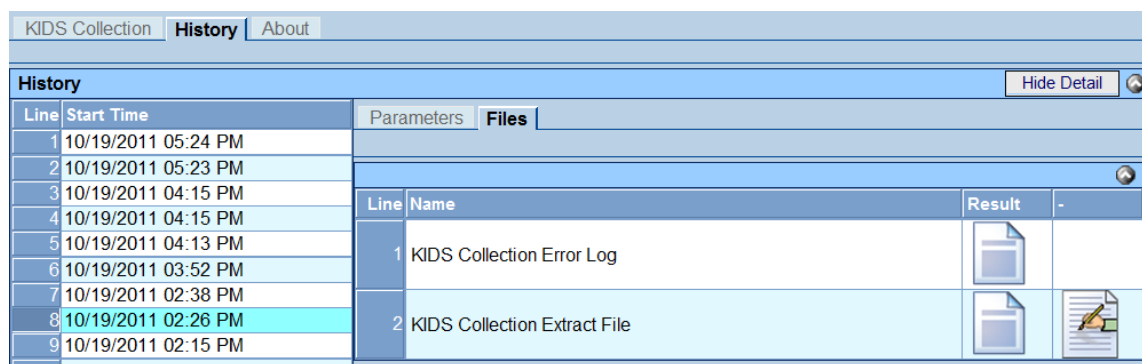 KIDS Collection History About
History Hide Detail
Line Start Time
1 10/19/2011 05:24 PM
2 10/19/2011 05:23 PM
3 10/19/2011 04:15 PM
4 10/19/2011 04:15 PM
5 10/19/2011 04:13 PM
6 10/19/2011 03:52 PM
7 10/19/2011 02:38 PM
8 10/19/2011 02:26 PM
9 10/19/2011 02:15 PM
Parameters Files
Line Name Result -
1 KIDS Collection Error Log
2 KIDS Collection Extract File